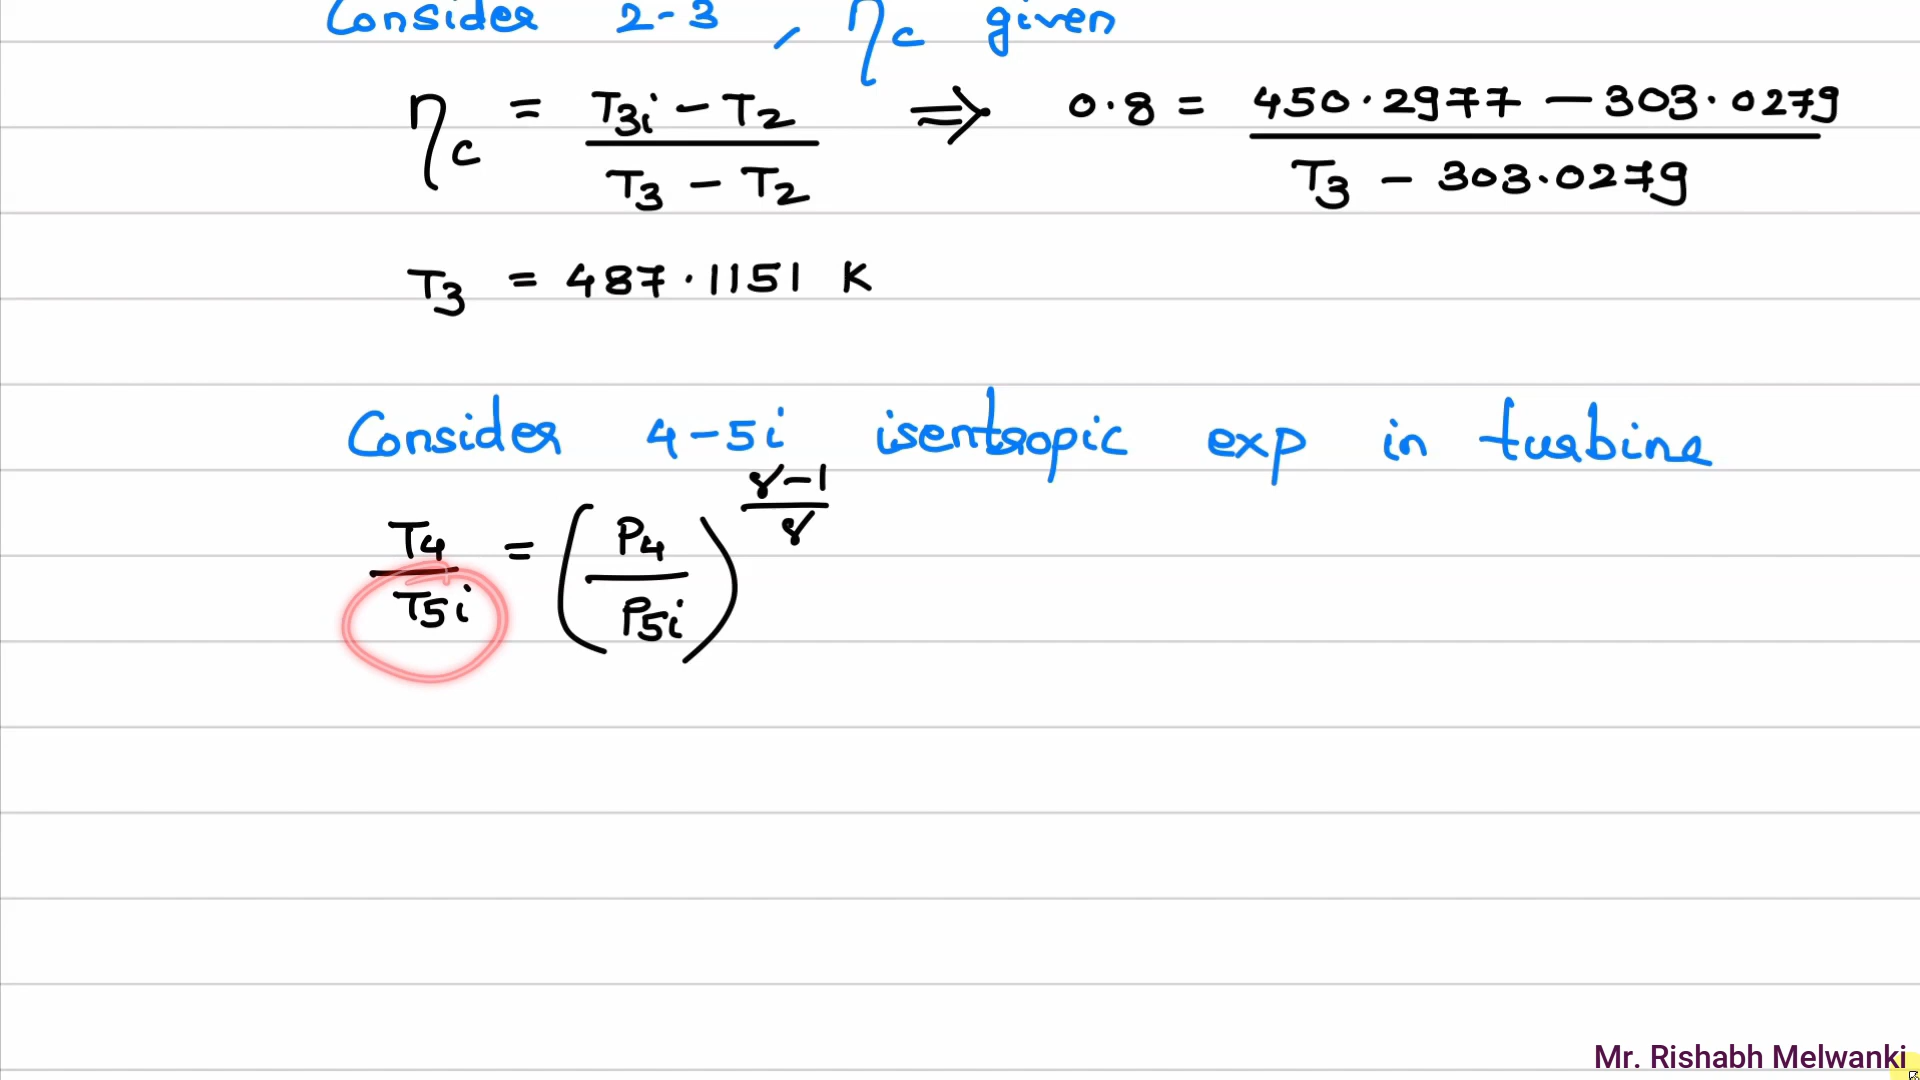 Consider 2-3 , ηc given
ηc = (T3i - T2) / (T3 - T2) ⇒ 0.8 = (450.2977 - 303.0279) / (T3 - 303.0279)
T3 = 487.1151 K
Consider 4-5i isentropic exp in turbine
T4 / T5i = (P4 / P5i)^((γ-1)/γ)
Mr. Rishabh Melwanki